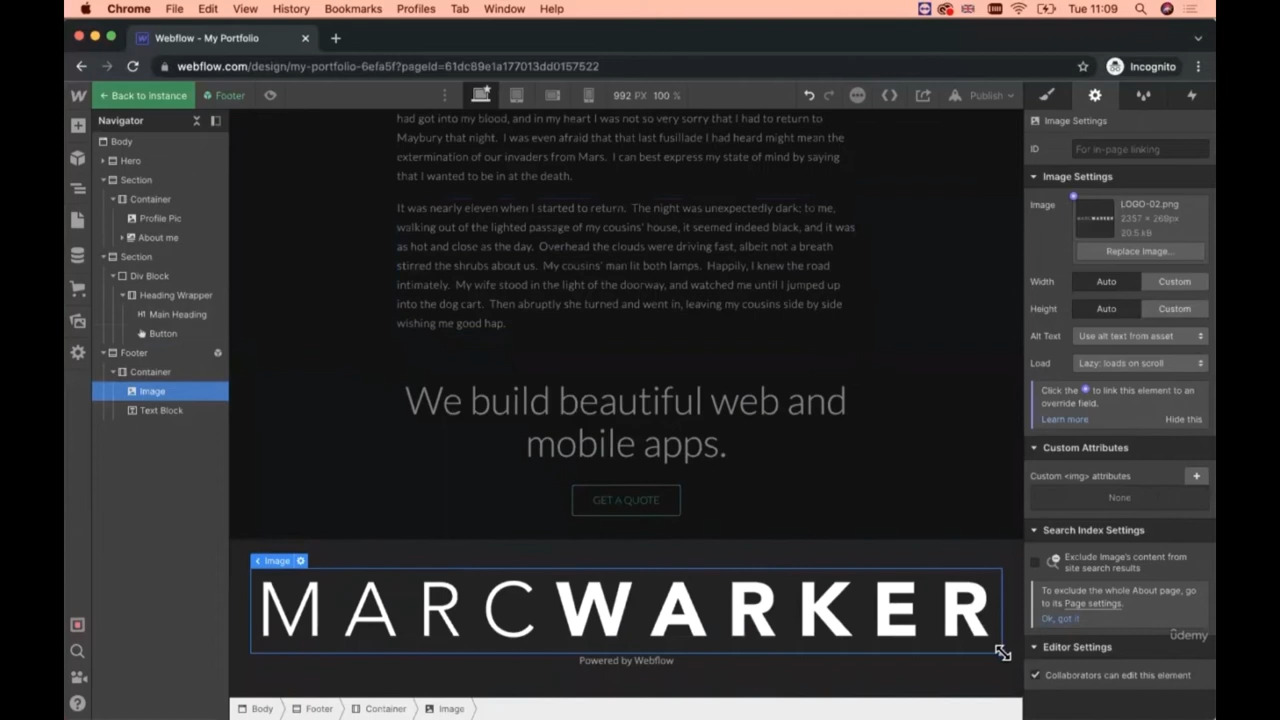 Chrome File Edit View History Bookmarks Profiles Tab Window Help Tue 11:09
Webflow - My Portfolio
webflow.com/design/my-portfolio-6efa5f?pageId=61dc89e1a177013dd0157522 Incognito
Back to Instance Footer 992 PX 100 % Publish
Navigator
Body
Hero
Section
Container
Profile Pic
About me
Section
Div Block
Heading Wrapper
H1 Main Heading
Button
Footer
Container
Image
Text Block
had got into my blood, and in my heart I was not so very sorry that I had to return to
Maybury that night. I was even afraid that that last fusillade I had heard might mean the
extermination of our invaders from Mars. I can best express my state of mind by saying
that I wanted to be in at the death.
It was nearly eleven when I started to return. The night was unexpectedly dark; to me,
walking out of the lighted passage of my cousins' house, it seemed indeed black, and it was
as hot and close as the day. Overhead the clouds were driving fast, albeit not a breath
stirred the shrubs about us. My cousins' man lit both lamps. Happily, I knew the road
intimately. My wife stood in the light of the doorway, and watched me until I jumped up
into the dog cart. Then abruptly she turned and went in, leaving my cousins side by side
wishing me good hap.
We build beautiful web and
mobile apps.
GET A QUOTE
Image
MARCWARKER
Powered by Webflow
Body Footer Container Image
Image Settings
ID For in-page linking
Image Settings
Image LOGO-02.png
MARCWARKER 2357 × 269px
20.5 kB
Replace Image...
Width Auto Custom
Height Auto Custom
Alt Text Use alt text from asset
Load Lazy: loads on scroll
Click the to link this element to an
override field.
Learn more Hide this
Custom Attributes
Custom <img> attributes
None
Search Index Settings
Exclude Image's content from
site search results
To exclude the whole About page, go
to its Page settings.
Ok, got it
ûdemy
Editor Settings
Collaborators can edit this element